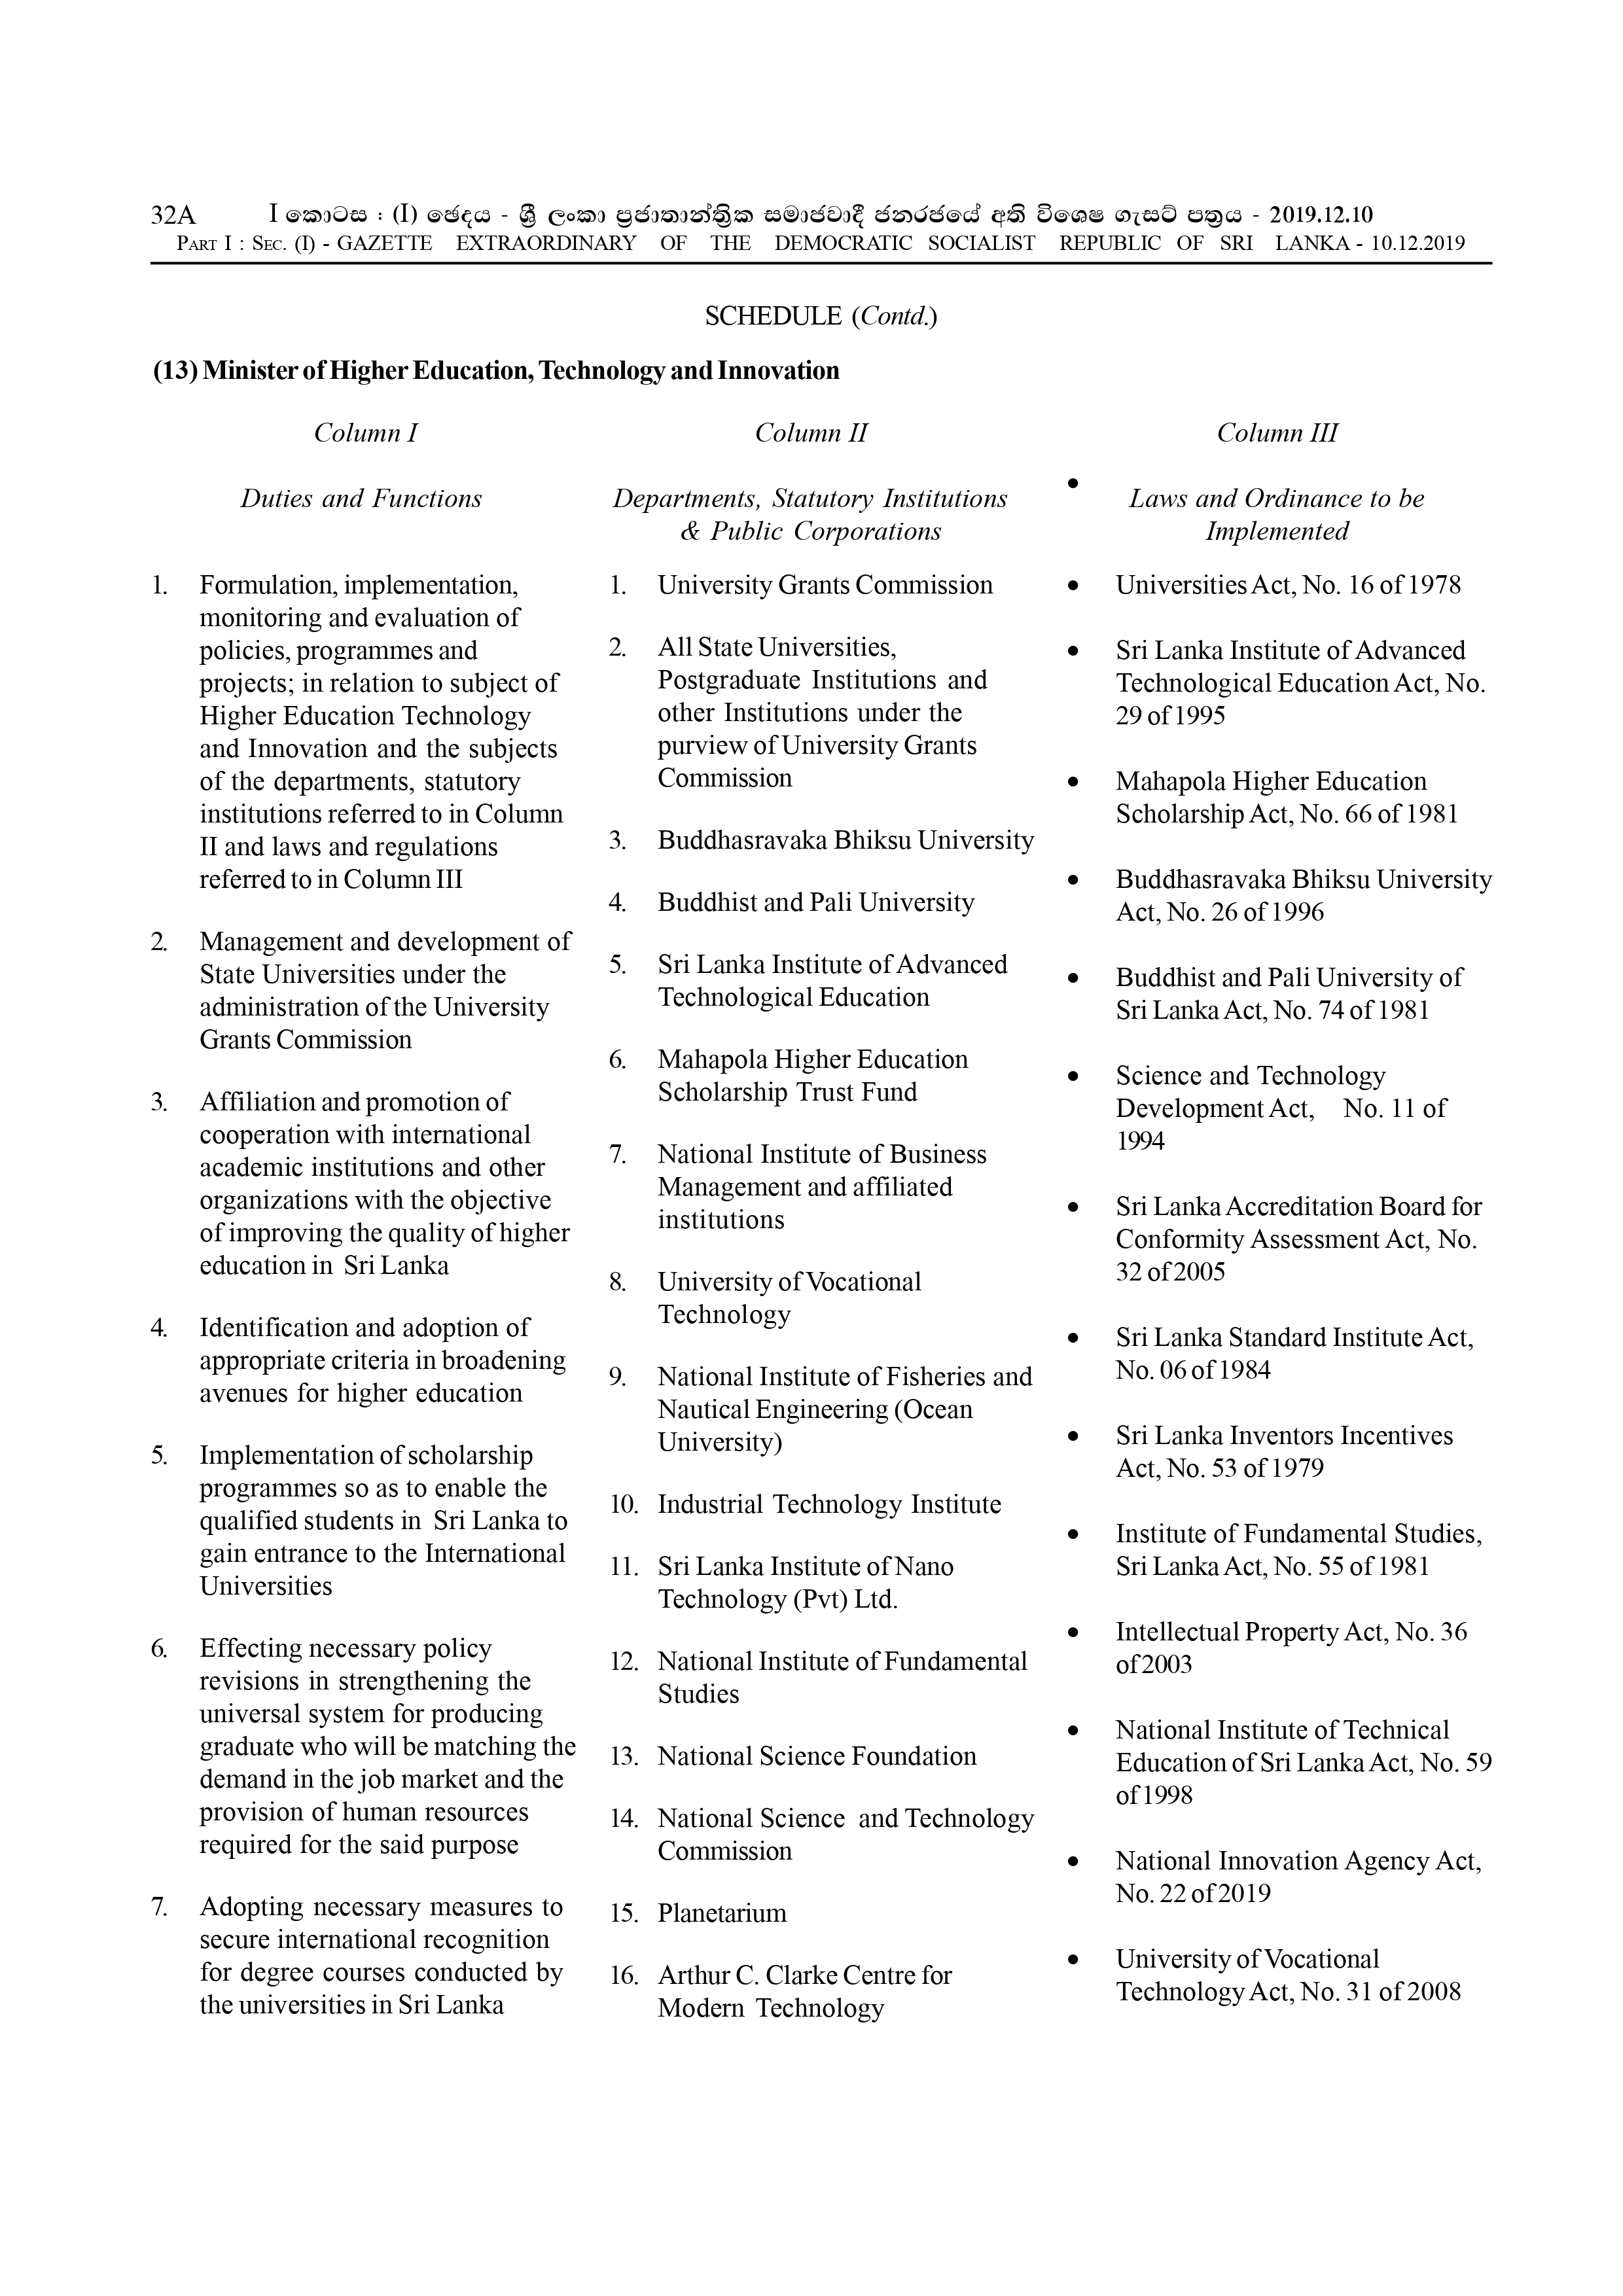 32A
I කොටස : (I) ඡෙදය - ශ්‍රී ලංකා ප්‍රජාතාන්ත්‍රික සමාජවාදී ජනරජයේ අති විශෙෂ ගැසට් පත්‍රය - 2019.12.10
PART I : SEC. (I) - GAZETTE EXTRAORDINARY OF THE DEMOCRATIC SOCIALIST REPUBLIC OF SRI LANKA - 10.12.2019
SCHEDULE (Contd.)
(13) Minister of Higher Education, Technology and Innovation
Column I
Duties and Functions
1. Formulation, implementation,
monitoring and evaluation of
policies, programmes and
projects; in relation to subject of
Higher Education Technology
and Innovation and the subjects
of the departments, statutory
institutions referred to in Column
II and laws and regulations
referred to in Column III
2. Management and development of
State Universities under the
administration of the University
Grants Commission
3. Affiliation and promotion of
cooperation with international
academic institutions and other
organizations with the objective
of improving the quality of higher
education in Sri Lanka
4. Identification and adoption of
appropriate criteria in broadening
avenues for higher education
5. Implementation of scholarship
programmes so as to enable the
qualified students in Sri Lanka to
gain entrance to the International
Universities
6. Effecting necessary policy
revisions in strengthening the
universal system for producing
graduate who will be matching the
demand in the job market and the
provision of human resources
required for the said purpose
7. Adopting necessary measures to
secure international recognition
for degree courses conducted by
the universities in Sri Lanka
Column II
Departments, Statutory Institutions
& Public Corporations
1. University Grants Commission
2. All State Universities,
Postgraduate Institutions and
other Institutions under the
purview of University Grants
Commission
3. Buddhasravaka Bhiksu University
4. Buddhist and Pali University
5. Sri Lanka Institute of Advanced
Technological Education
6. Mahapola Higher Education
Scholarship Trust Fund
7. National Institute of Business
Management and affiliated
institutions
8. University of Vocational
Technology
9. National Institute of Fisheries and
Nautical Engineering (Ocean
University)
10. Industrial Technology Institute
11. Sri Lanka Institute of Nano
Technology (Pvt) Ltd.
12. National Institute of Fundamental
Studies
13. National Science Foundation
14. National Science and Technology
Commission
15. Planetarium
16. Arthur C. Clarke Centre for
Modern Technology
Column III
•
Laws and Ordinance to be
Implemented
• Universities Act, No. 16 of 1978
• Sri Lanka Institute of Advanced
Technological Education Act, No.
29 of 1995
• Mahapola Higher Education
Scholarship Act, No. 66 of 1981
• Buddhasravaka Bhiksu University
Act, No. 26 of 1996
• Buddhist and Pali University of
Sri Lanka Act, No. 74 of 1981
• Science and Technology
Development Act, No. 11 of
1994
• Sri Lanka Accreditation Board for
Conformity Assessment Act, No.
32 of 2005
• Sri Lanka Standard Institute Act,
No. 06 of 1984
• Sri Lanka Inventors Incentives
Act, No. 53 of 1979
• Institute of Fundamental Studies,
Sri Lanka Act, No. 55 of 1981
• Intellectual Property Act, No. 36
of 2003
• National Institute of Technical
Education of Sri Lanka Act, No. 59
of 1998
• National Innovation Agency Act,
No. 22 of 2019
• University of Vocational
Technology Act, No. 31 of 2008